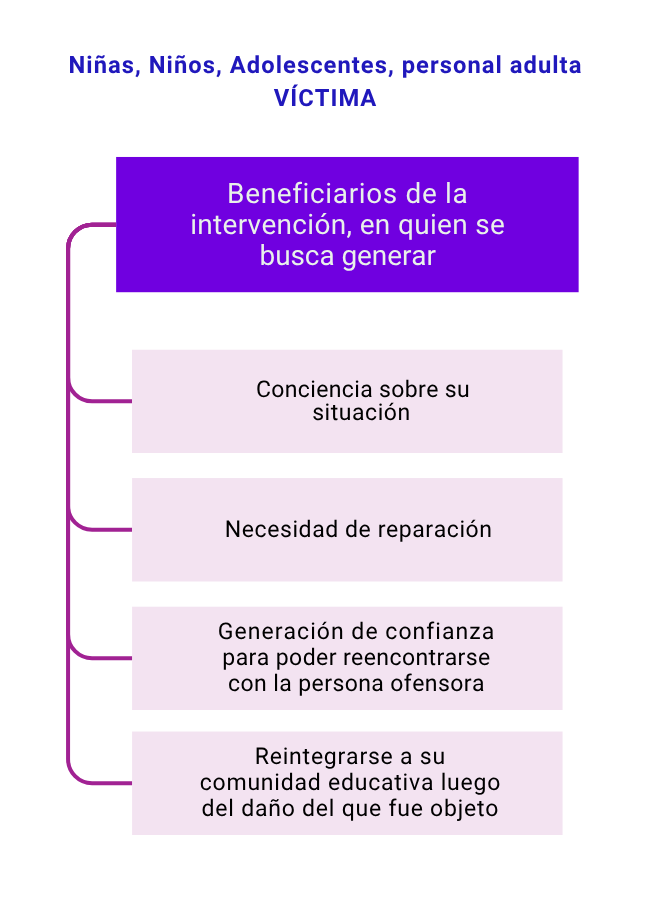 Niñas, Niños, Adolescentes, personal adulta
VÍCTIMA
Beneficiarios de la
intervención, en quien se
busca generar
Conciencia sobre su
situación
Necesidad de reparación
Generación de confianza
para poder reencontrarse
con la persona ofensora
Reintegrarse a su
comunidad educativa luego
del daño del que fue objeto